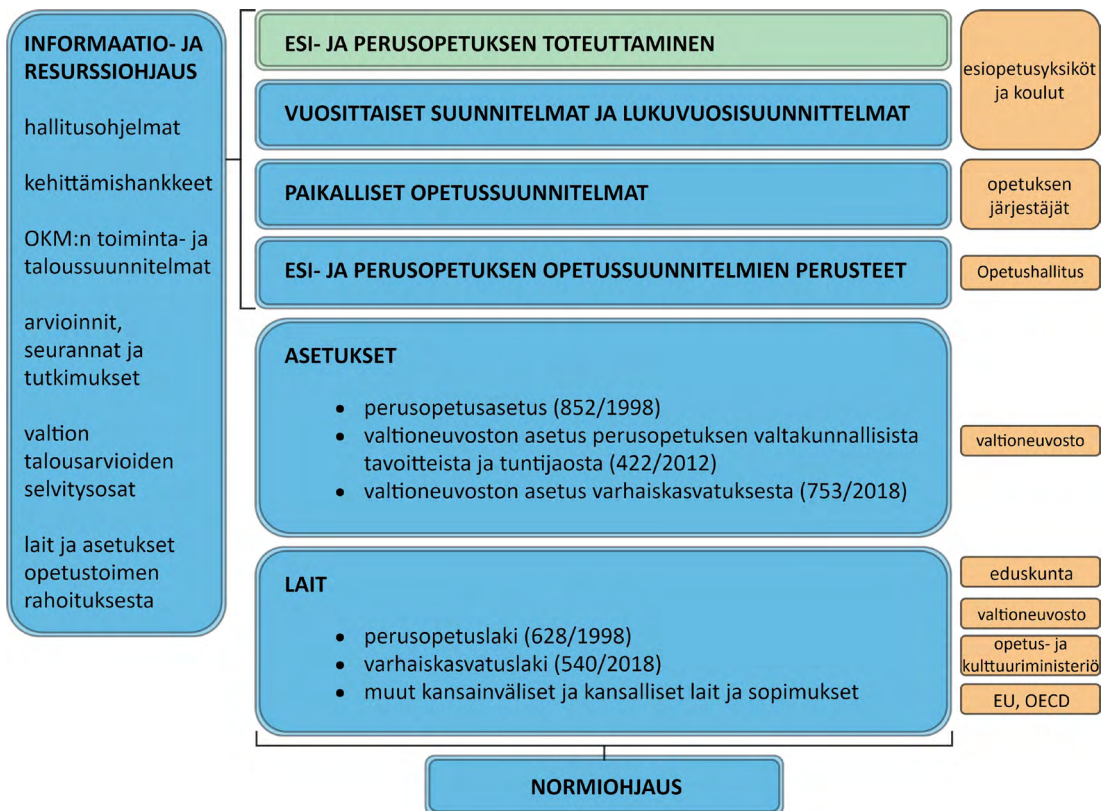 INFORMAATIO- JA
RESURSSIOHJAUS
hallitusohjelmat
kehittämishankkeet
OKM:n toiminta- ja
taloussuunnitelmat
arvioinnit,
seurannat ja
tutkimukset
valtion
talousarvioiden
selvitysosat
lait ja asetukset
opetustoimen
rahoituksesta
ESI- JA PERUSOPETUKSEN TOTEUTTAMINEN
VUOSITTAISET SUUNNITELMAT JA LUKUVUOSISUUNNITTELMAT
esiopetusyksiköt
ja koulut
PAIKALLISET OPETUSSUUNNITELMAT
opetuksen
järjestäjät
ESI- JA PERUSOPETUKSEN OPETUSSUUNNITELMIEN PERUSTEET
Opetushallitus
ASETUKSET
• perusopetusasetus (852/1998)
• valtioneuvoston asetus perusopetuksen valtakunnallisista
tavoitteista ja tuntijaosta (422/2012)
• valtioneuvoston asetus varhaiskasvatuksesta (753/2018)
valtioneuvosto
LAIT
• perusopetuslaki (628/1998)
• varhaiskasvatuslaki (540/2018)
• muut kansainväliset ja kansalliset lait ja sopimukset
eduskunta
valtioneuvosto
opetus- ja
kulttuuriministeriö
EU, OECD
NORMIOHJAUS